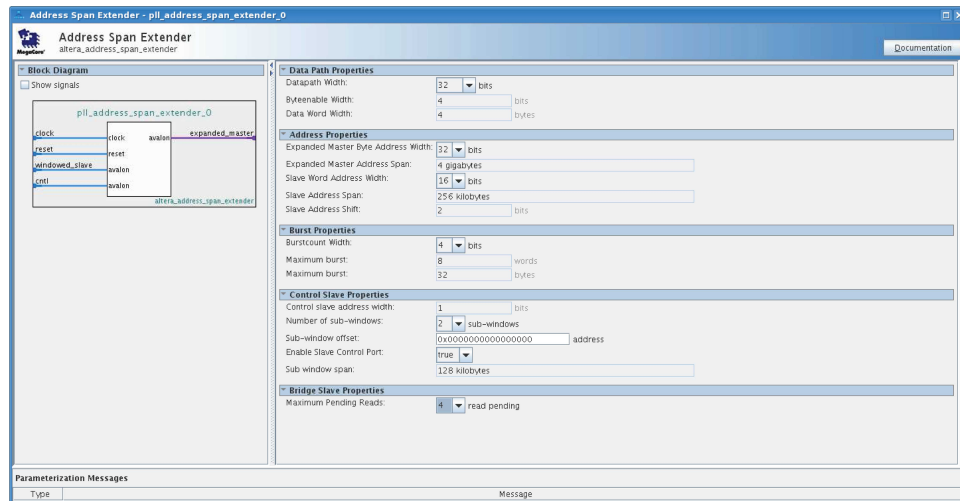 Address Span Extender - pll_address_span_extender_0
Address Span Extender
altera_address_span_extender
MegaCore'
Documentation
Block Diagram
Show signals
pll_address_span_extender_0
clock clock avalon expanded_master
reset reset
windowed_slave avalon
cntl avalon
altera_address_span_extender
Data Path Properties
Datapath Width: 32 bits
Byteenable Width: 4 bits
Data Word Width: 4 bytes
Address Properties
Expanded Master Byte Address Width: 32 bits
Expanded Master Address Span: 4 gigabytes
Slave Word Address Width: 16 bits
Slave Address Span: 256 kilobytes
Slave Address Shift: 2 bits
Burst Properties
Burstcount Width: 4 bits
Maximum burst: 8 words
Maximum burst: 32 bytes
Control Slave Properties
Control slave address width: 1 bits
Number of sub-windows: 2 sub-windows
Sub-window offset: 0x0000000000000000 address
Enable Slave Control Port: true
Sub window span: 128 kilobytes
Bridge Slave Properties
Maximum Pending Reads: 4 read pending
Parameterization Messages
Type Message